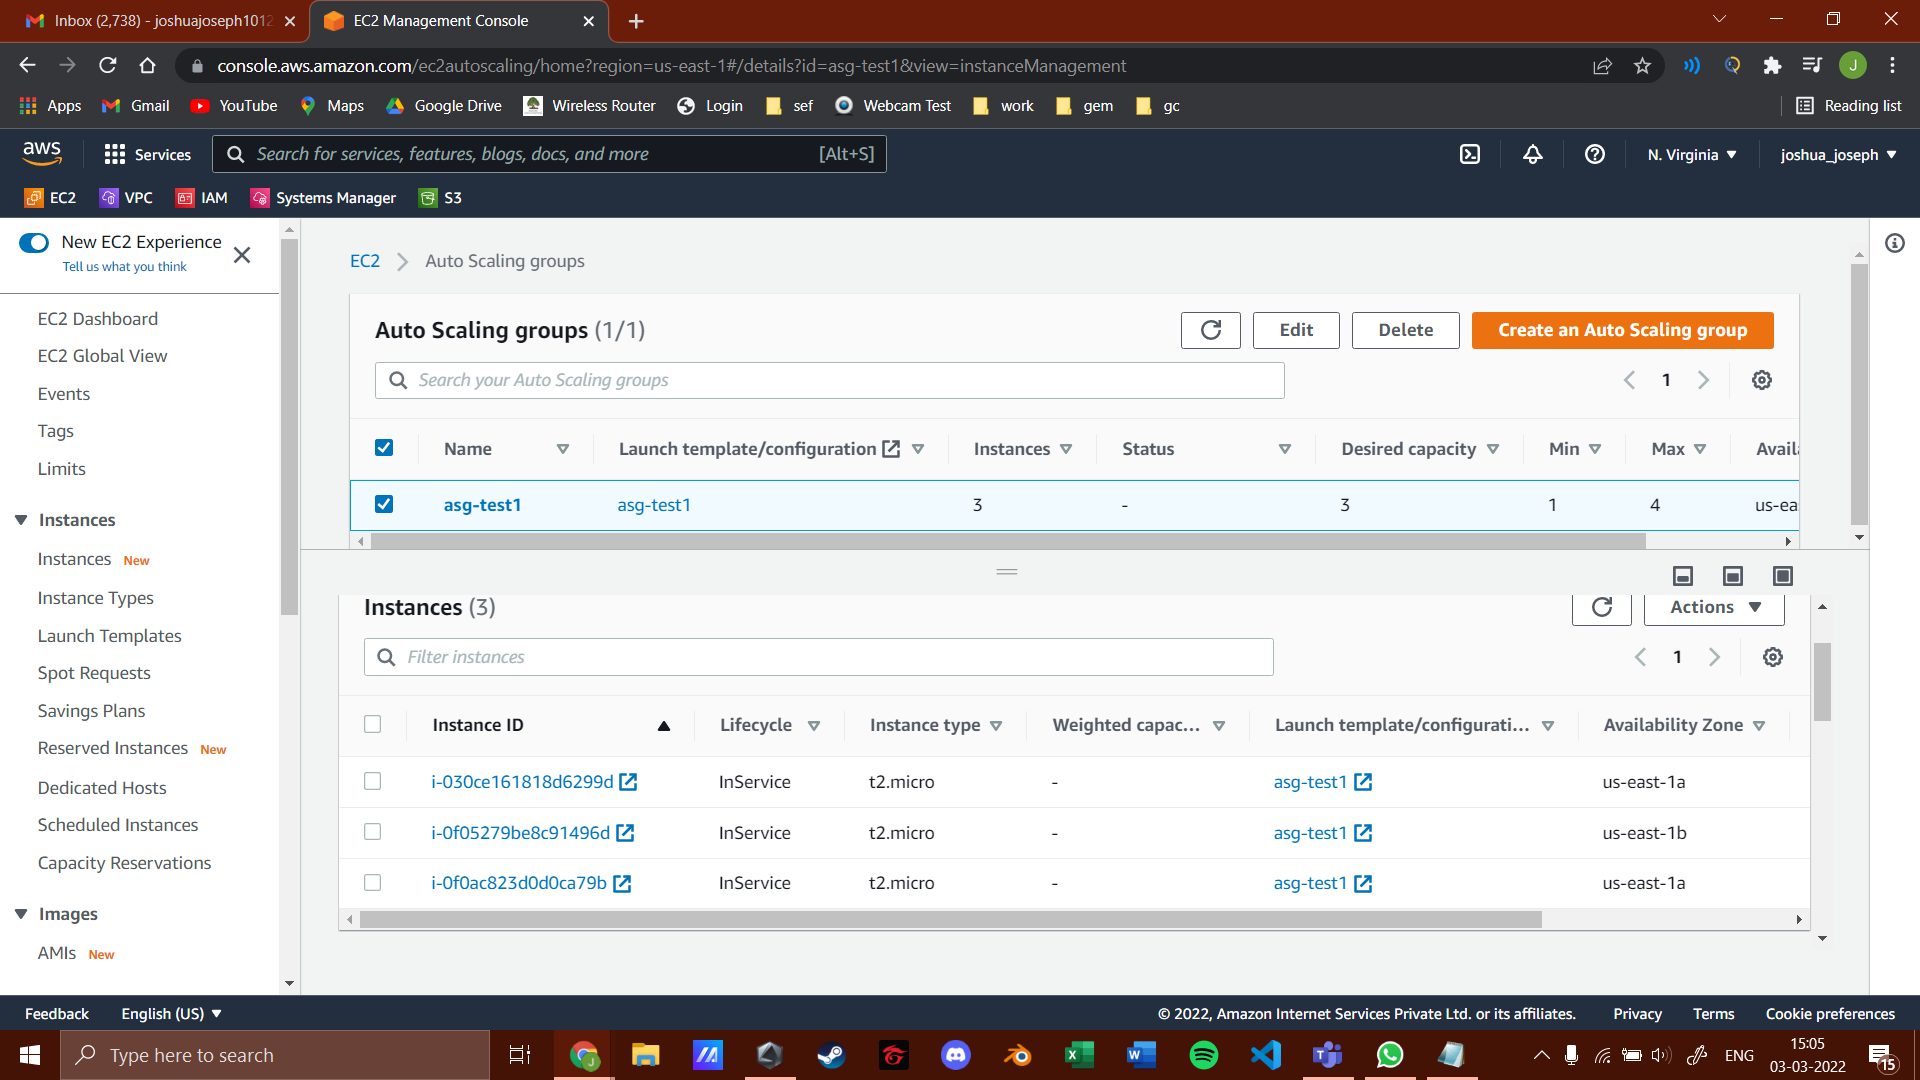 Inbox (2,738) - joshuajoseph1012
EC2 Management Console
console.aws.amazon.com/ec2autoscaling/home?region=us-east-1#/details?id=asg-test1&view=instanceManagement
J
Apps
Gmail
YouTube
Maps
Google Drive
Wireless Router
Login
sef
Webcam Test
work
gem
gc
Reading list
aws
Services
Search for services, features, blogs, docs, and more [Alt+S]
N. Virginia
joshua_joseph
EC2
VPC
IAM
Systems Manager
S3
New EC2 Experience
Tell us what you think
EC2 Dashboard
EC2 Global View
Events
Tags
Limits
Instances
Instances New
Instance Types
Launch Templates
Spot Requests
Savings Plans
Reserved Instances New
Dedicated Hosts
Scheduled Instances
Capacity Reservations
Images
AMIs New
EC2 > Auto Scaling groups
Auto Scaling groups (1/1)
Edit
Delete
Create an Auto Scaling group
Search your Auto Scaling groups
1
Name Launch template/configuration Instances Status Desired capacity Min Max Avail
asg-test1 asg-test1 3 - 3 1 4 us-ea
Instances (3)
Actions
Filter instances
1
Instance ID Lifecycle Instance type Weighted capac... Launch template/configurati... Availability Zone
i-030ce161818d6299d InService t2.micro - asg-test1 us-east-1a
i-0f05279be8c91496d InService t2.micro - asg-test1 us-east-1b
i-0f0ac823d0d0ca79b InService t2.micro - asg-test1 us-east-1a
Feedback
English (US)
© 2022, Amazon Internet Services Private Ltd. or its affiliates.
Privacy
Terms
Cookie preferences
Type here to search
ENG
15:05
03-03-2022
15